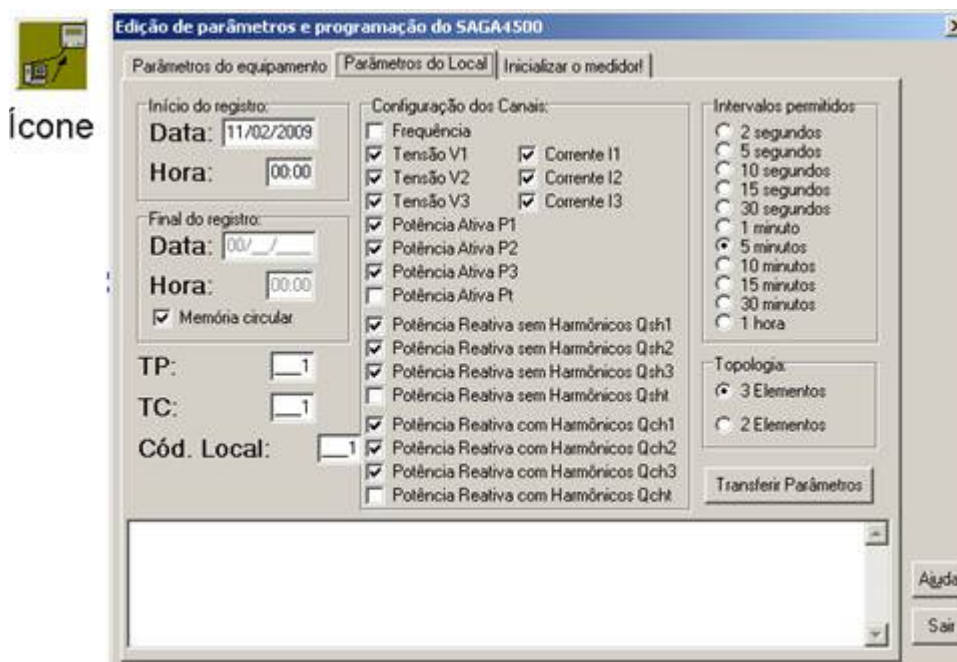 Ícone
Edição de parâmetros e programação do SAGA4500
Parâmetros do equipamento
Parâmetros do Local
Inicializar o medidor!
Início do registro:
Data: 11/02/2009
Hora: 00:00
Final do registro:
Data: 00/__/____
Hora: 00:00
Memória circular
TP: ___1
TC: ___1
Cód. Local: ___1
Configuração dos Canais:
Frequência
Tensão V1 Corrente I1
Tensão V2 Corrente I2
Tensão V3 Corrente I3
Potência Ativa P1
Potência Ativa P2
Potência Ativa P3
Potência Ativa Pt
Potência Reativa sem Harmônicos Qsh1
Potência Reativa sem Harmônicos Qsh2
Potência Reativa sem Harmônicos Qsh3
Potência Reativa sem Harmônicos Qsht
Potência Reativa com Harmônicos Qch1
Potência Reativa com Harmônicos Qch2
Potência Reativa com Harmônicos Qch3
Potência Reativa com Harmônicos Qcht
Intervalos permitidos
2 segundos
5 segundos
10 segundos
15 segundos
30 segundos
1 minuto
5 minutos
10 minutos
15 minutos
30 minutos
1 hora
Topologia:
3 Elementos
2 Elementos
Transferir Parâmetros
Ajuda
Sair